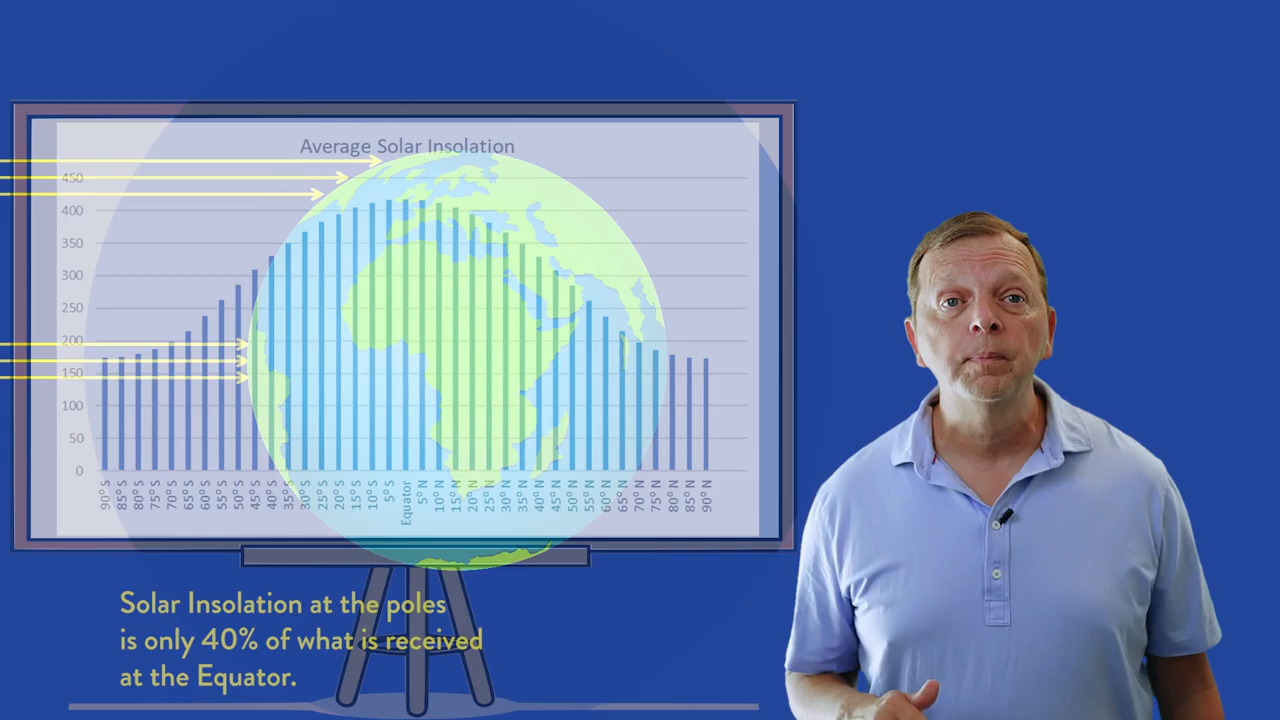 Average Solar Insolation
450
400
350
300
250
200
150
100
50
0
90° S 85° S 80° S 75° S 70° S 65° S 60° S 55° S 50° S 45° S 40° S 35° S 30° S 25° S 20° S 15° S 10° S 5° S Equator 5° N 10° N 15° N 20° N 25° N 30° N 35° N 40° N 45° N 50° N 55° N 60° N 65° N 70° N 75° N 80° N 85° N 90° N
Solar Insolation at the poles
is only 40% of what is received
at the Equator.